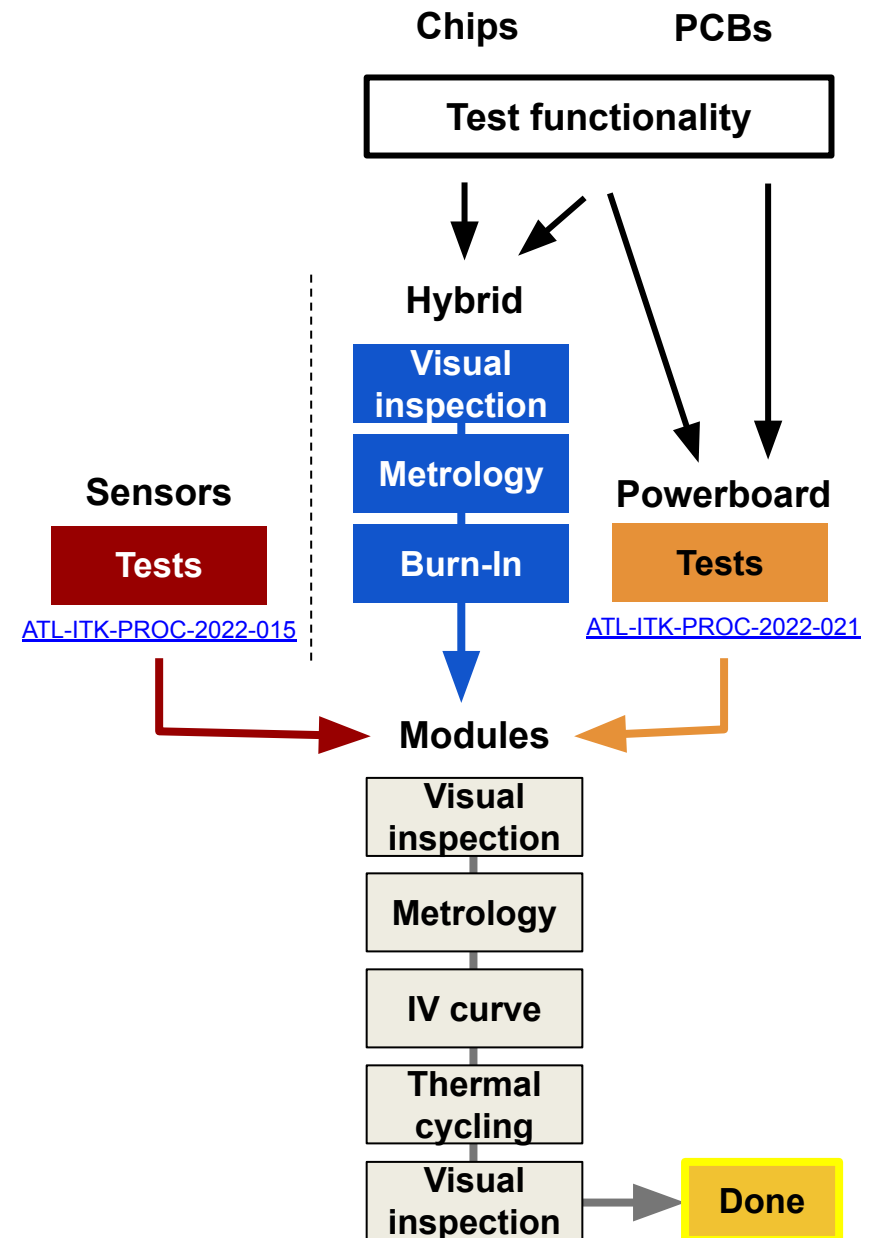 Chips
PCBs
Test functionality
Hybrid
Visual
inspection
Metrology
Burn-In
Sensors
Tests
ATL-ITK-PROC-2022-015
Powerboard
Tests
ATL-ITK-PROC-2022-021
Modules
Visual
inspection
Metrology
IV curve
Thermal
cycling
Visual
inspection
Done